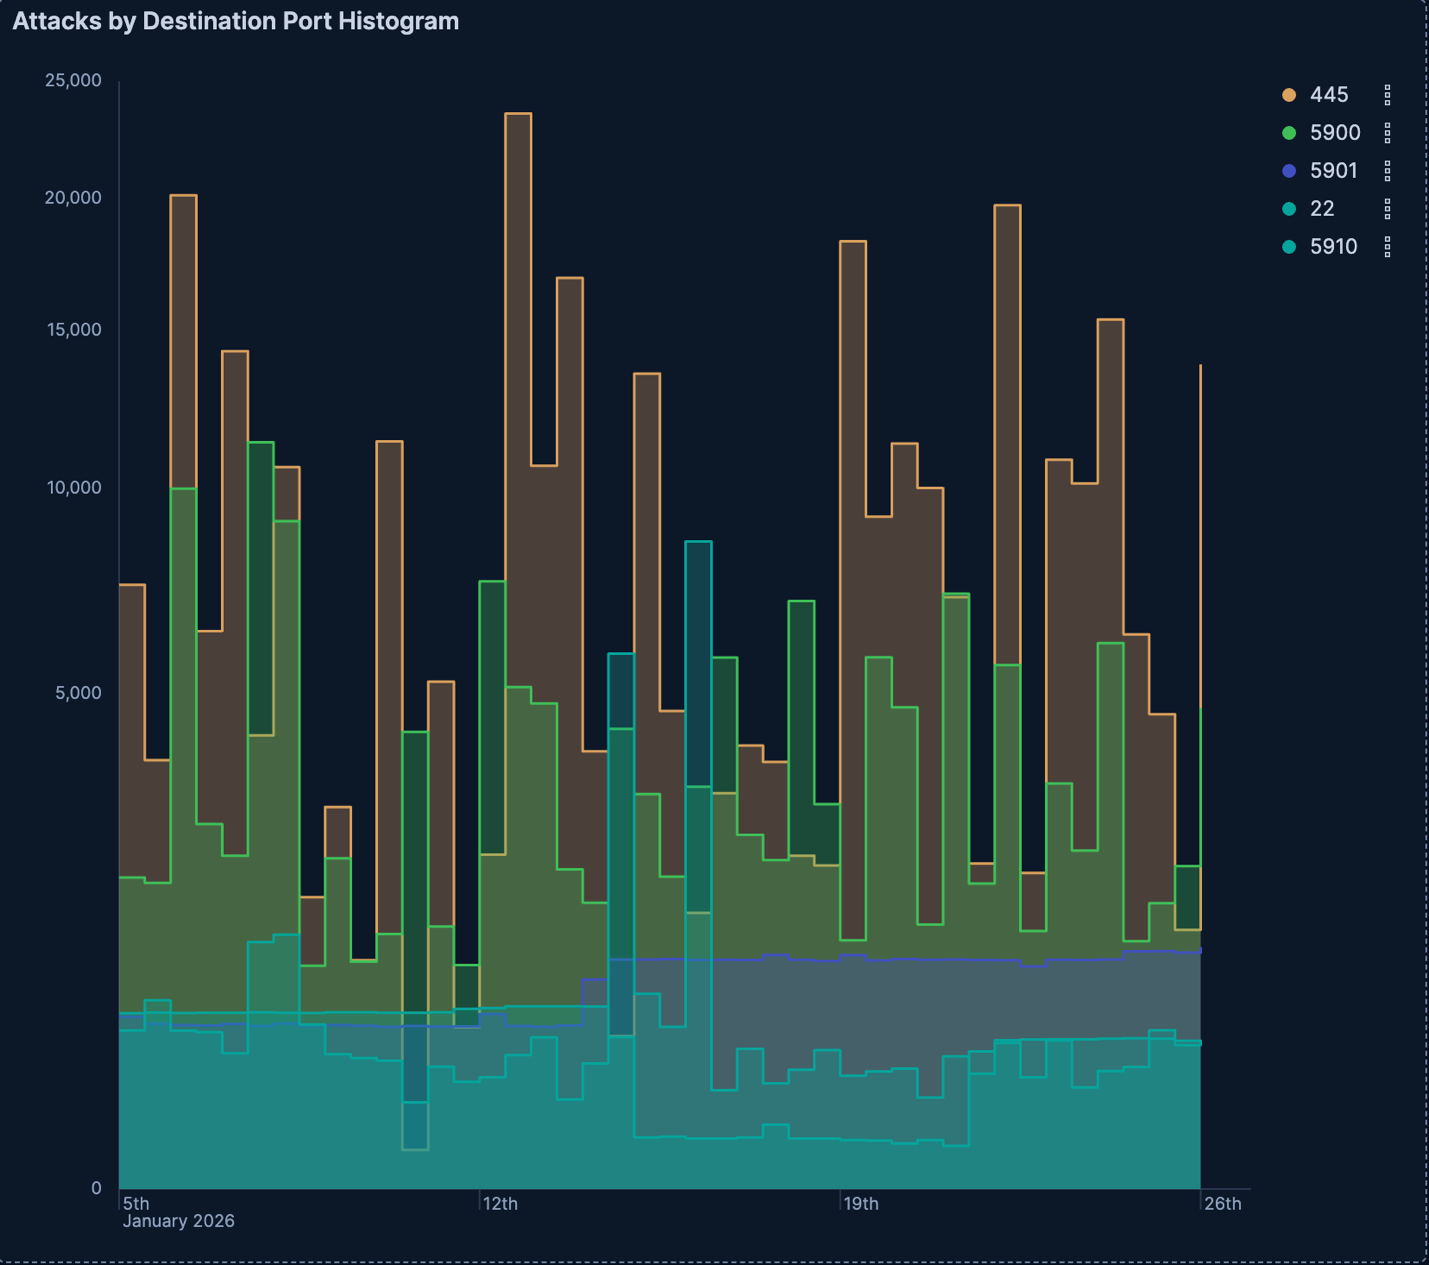 Attacks by Destination Port Histogram
25,000
20,000
15,000
10,000
5,000
0
5th
January 2026
12th
19th
26th
445
5900
5901
22
5910